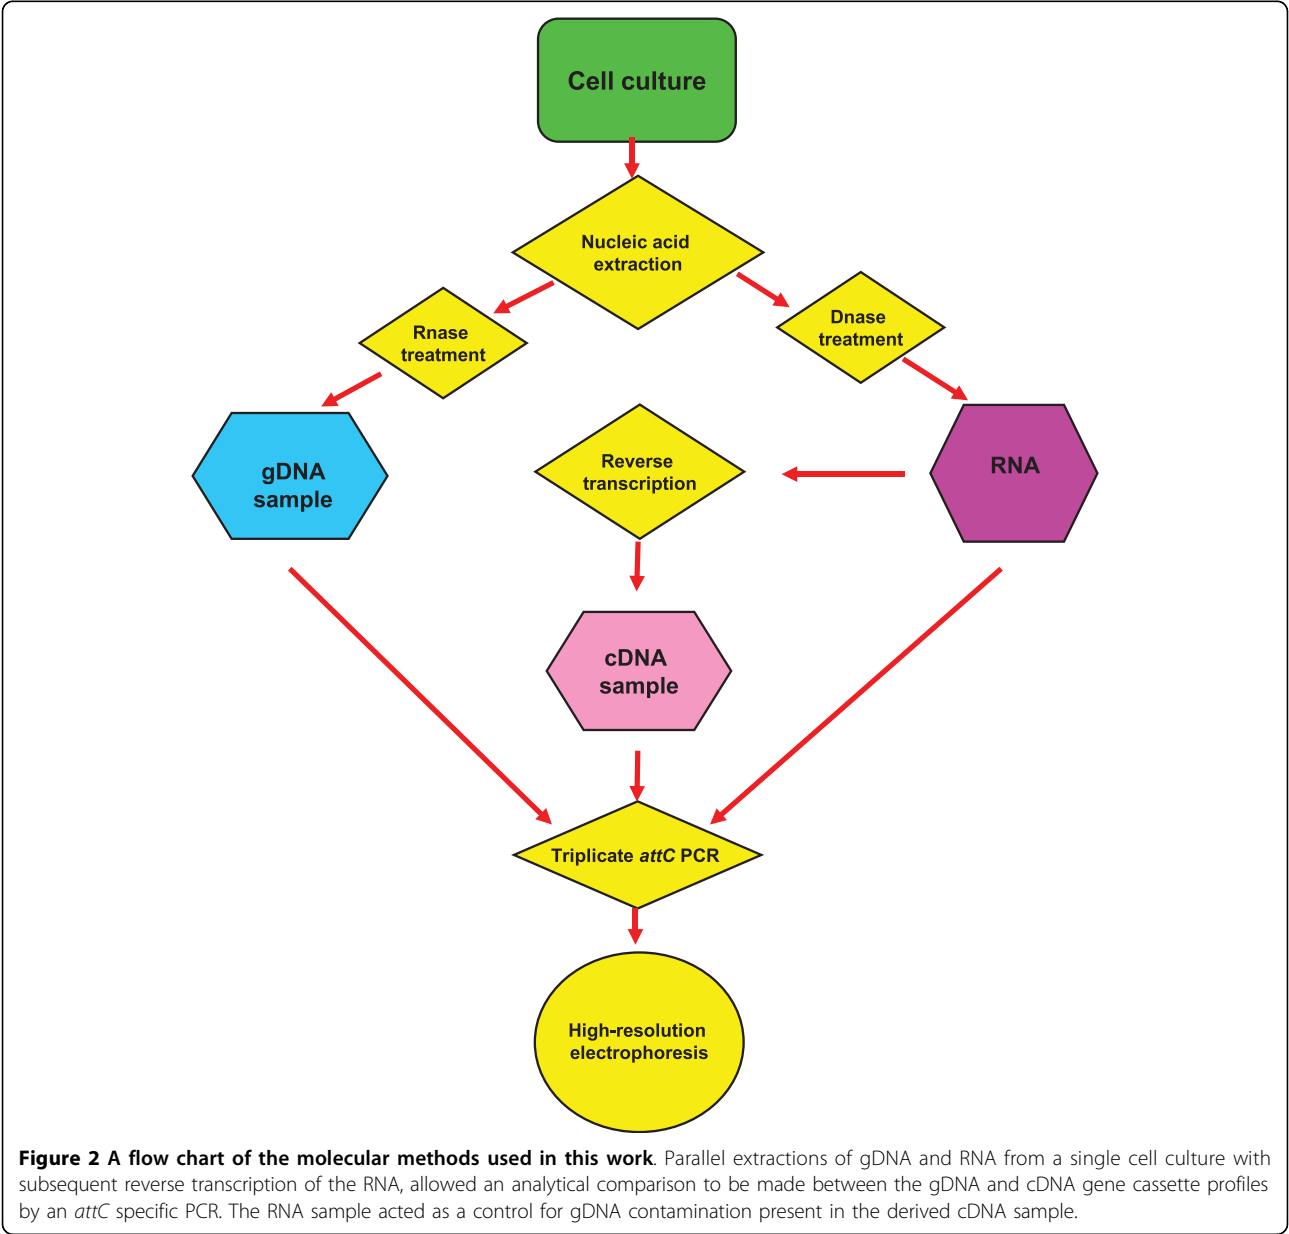 Cell culture
Nucleic acid
extraction
Rnase
treatment
Dnase
treatment
gDNA
sample
Reverse
transcription
RNA
cDNA
sample
Triplicate attC PCR
High-resolution
electrophoresis
Figure 2 A flow chart of the molecular methods used in this work. Parallel extractions of gDNA and RNA from a single cell culture with
subsequent reverse transcription of the RNA, allowed an analytical comparison to be made between the gDNA and cDNA gene cassette profiles
by an attC specific PCR. The RNA sample acted as a control for gDNA contamination present in the derived cDNA sample.